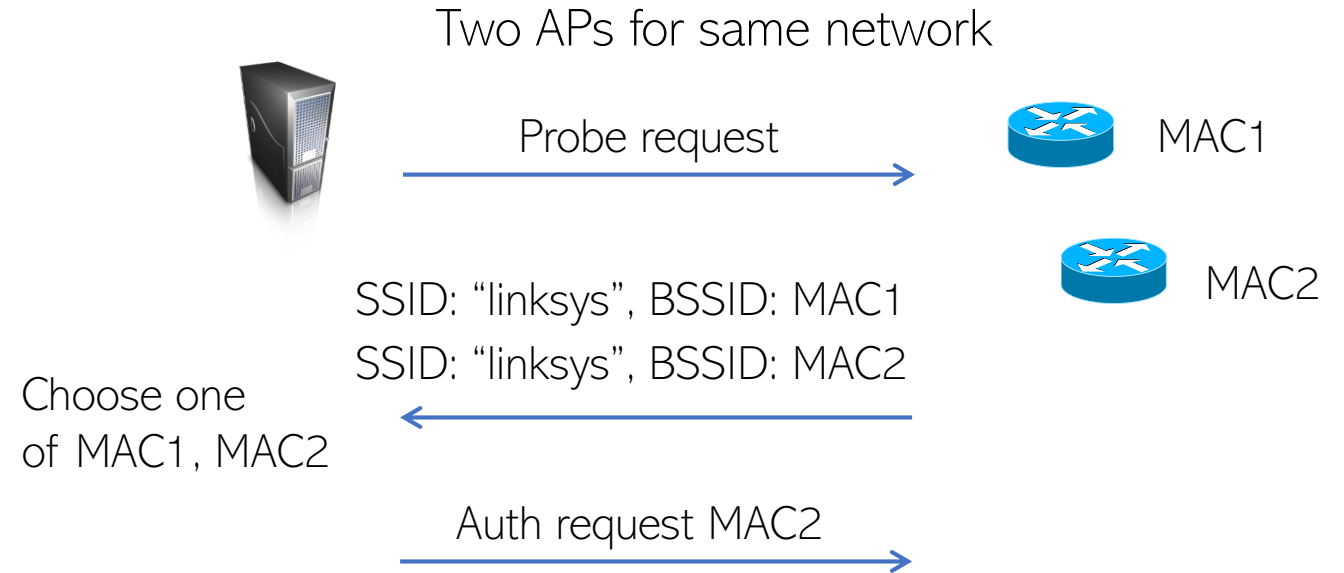 Two APs for same network
Probe request
MAC1
MAC2
SSID: “linksys”, BSSID: MAC1
SSID: “linksys”, BSSID: MAC2
Choose one
of MAC1, MAC2
Auth request MAC2